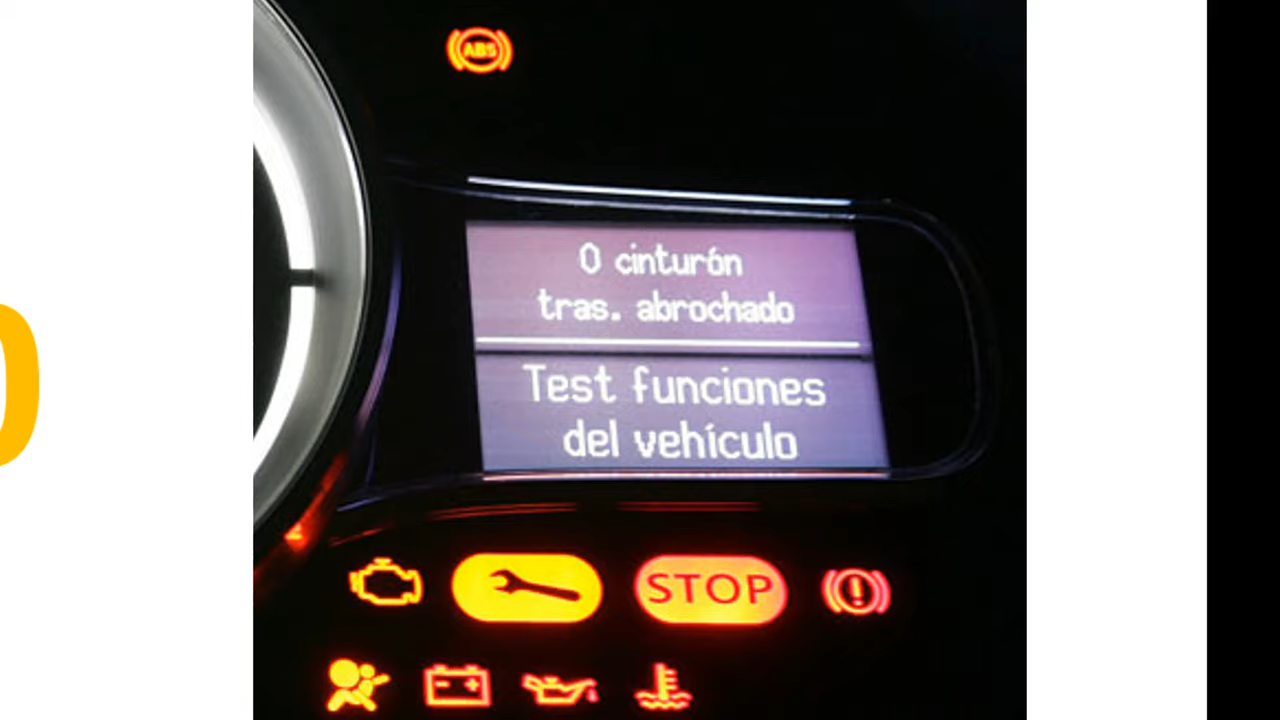 ABS
0 cinturón
tras. abrochado
Test funciones
del vehículo
STOP